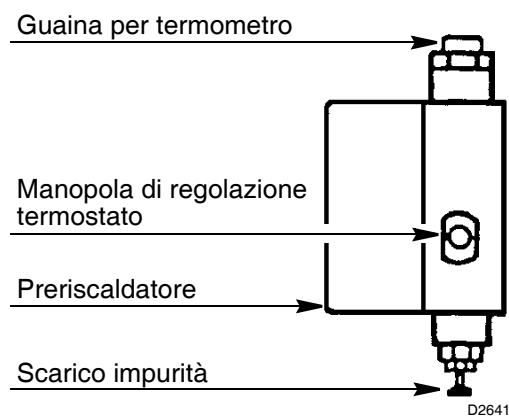 Guaina per termometro
Manopola di regolazione
termostato
Preriscaldatore
Scarico impurità
D2641